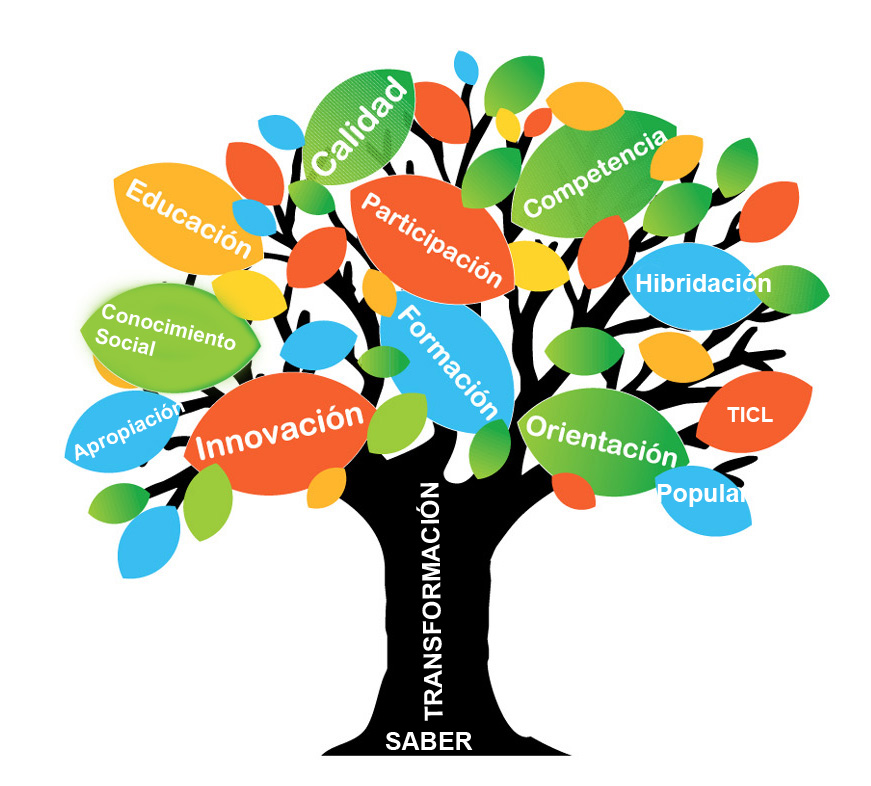 Calidad
Competencia
Educación
Participación
Hibridación
Conocimiento
Social
Formación
Apropiación
Innovación
Orientación
TICL
Popular
TRANSFORMACIÓN
SABER